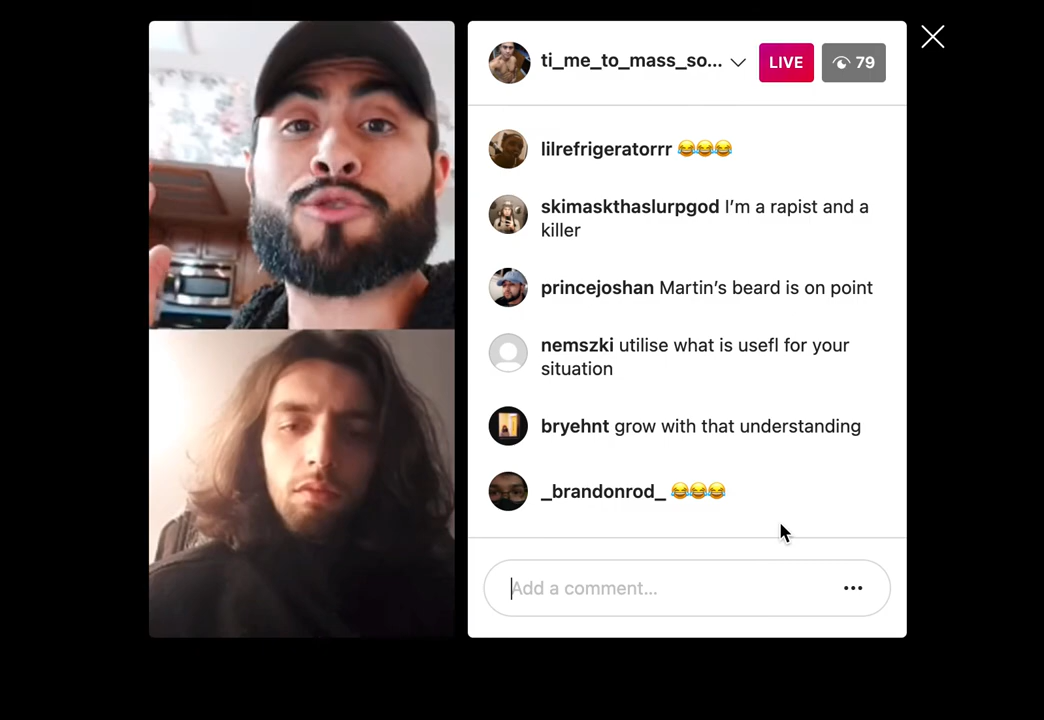 ti_me_to_mass_so... LIVE 79
lilrefrigeratorrr 😂😂😂
skimaskthaslurpgod I’m a rapist and a
killer
princejoshan Martin’s beard is on point
nemszki utilise what is usefl for your
situation
bryehnt grow with that understanding
_brandonrod_ 😂😂😂
Add a comment...